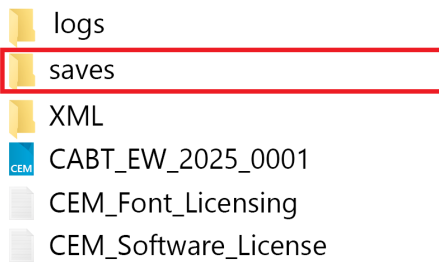 logs
saves
XML
CEM CABT_EW_2025_0001
CEM_Font_Licensing
CEM_Software_License